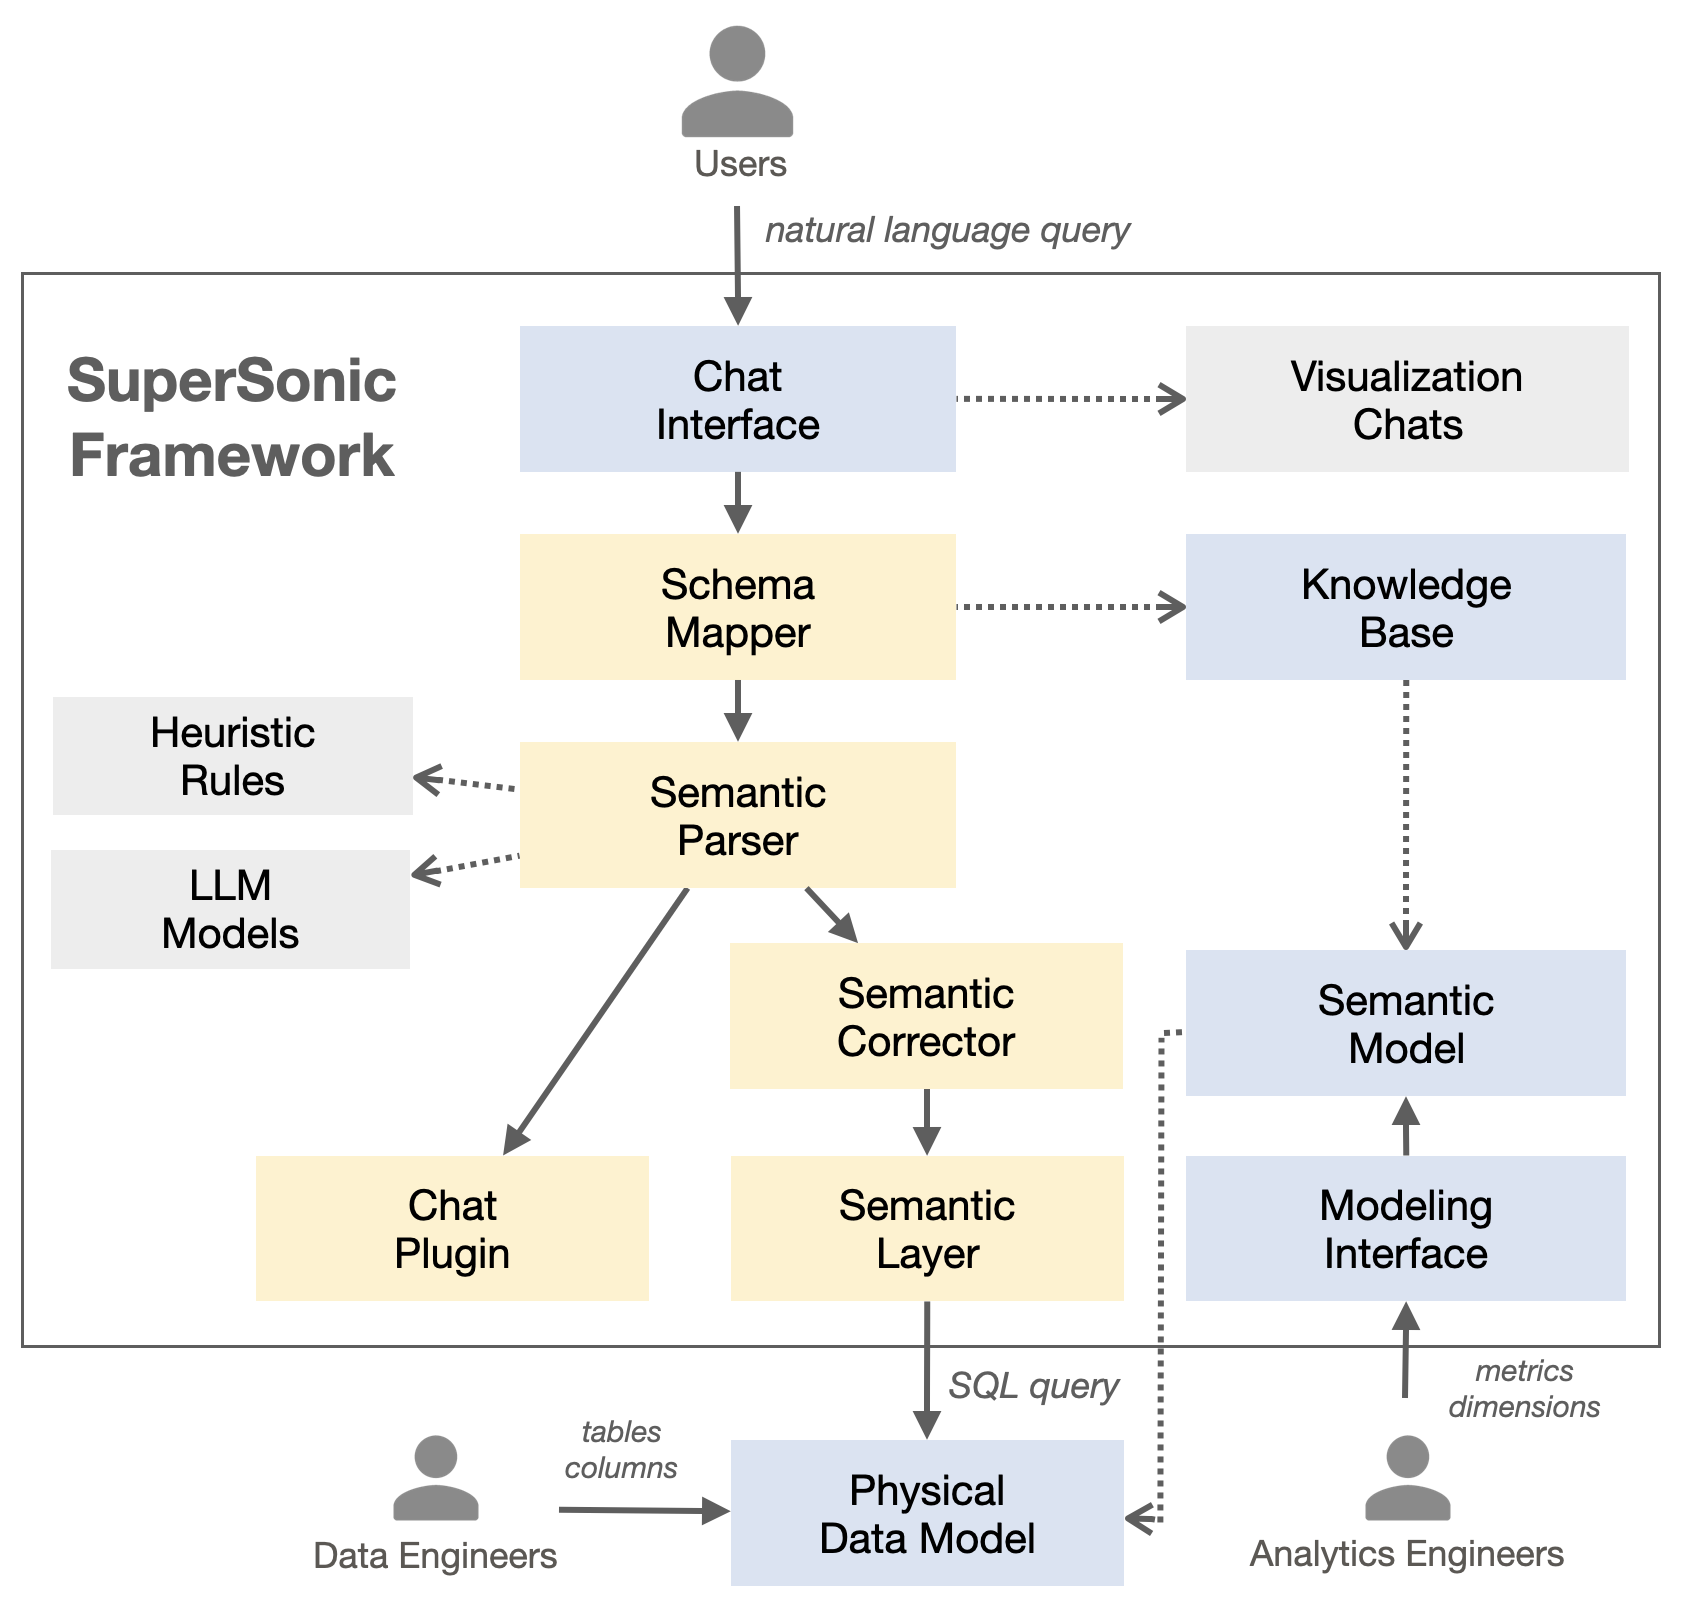 Users
natural language query
SuperSonic
Framework
Chat
Interface
Visualization
Chats
Schema
Mapper
Knowledge
Base
Heuristic
Rules
Semantic
Parser
LLM
Models
Semantic
Corrector
Semantic
Model
Chat
Plugin
Semantic
Layer
Modeling
Interface
SQL query
metrics
dimensions
tables
columns
Physical
Data Model
Data Engineers
Analytics Engineers